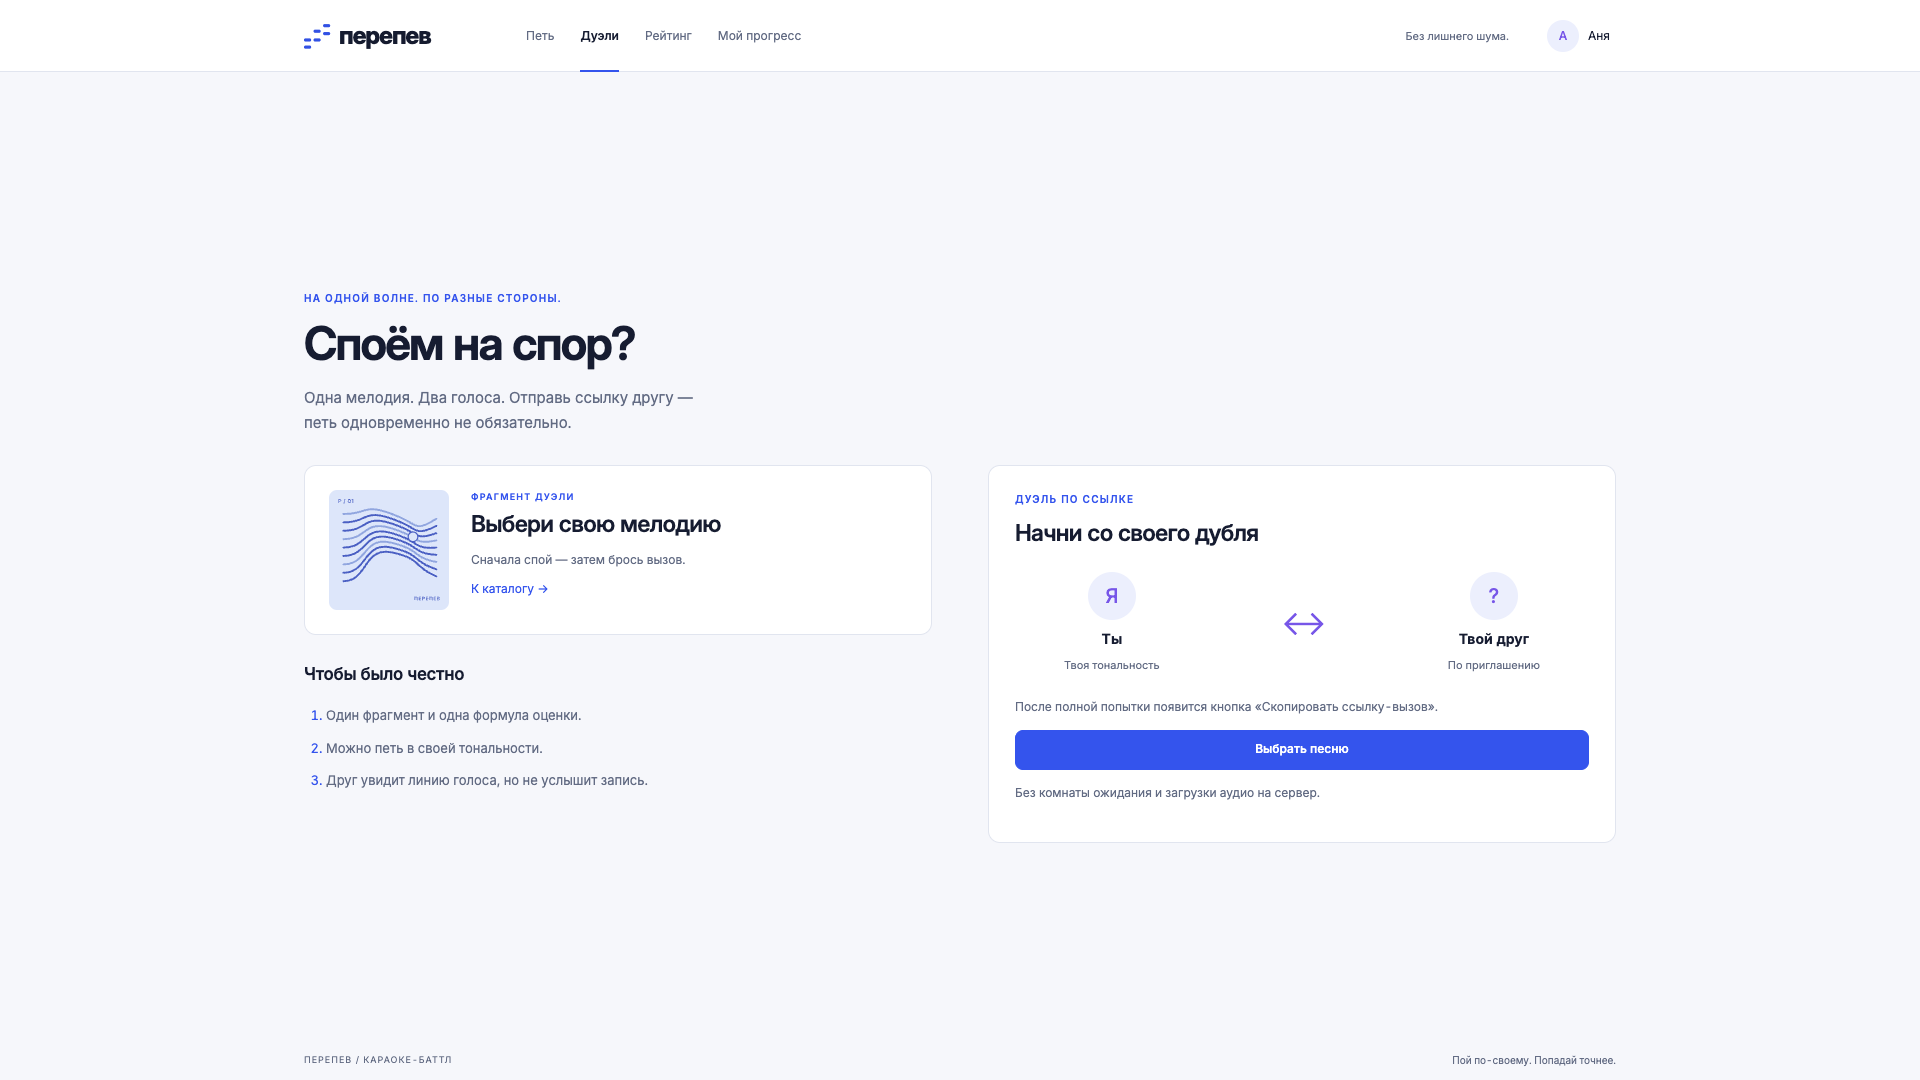 перепев
Петь
Дуэли
Рейтинг
Мой прогресс
Без лишнего шума.
А
Аня
НА ОДНОЙ ВОЛНЕ. ПО РАЗНЫЕ СТОРОНЫ.
Споём на спор?
Одна мелодия. Два голоса. Отправь ссылку другу —
петь одновременно не обязательно.
ПЕРЕПЕВ
ФРАГМЕНТ ДУЭЛИ
Выбери свою мелодию
Сначала спой — затем брось вызов.
К каталогу →
Чтобы было честно
1. Один фрагмент и одна формула оценки.
2. Можно петь в своей тональности.
3. Друг увидит линию голоса, но не услышит запись.
ДУЭЛЬ ПО ССЫЛКЕ
Начни со своего дубля
Я
Ты
Твоя тональность
?
Твой друг
По приглашению
После полной попытки появится кнопка «Скопировать ссылку-вызов».
Выбрать песню
Без комнаты ожидания и загрузки аудио на сервер.
ПЕРЕПЕВ / КАРАОКЕ-БАТТЛ
Пой по-своему. Попадай точнее.